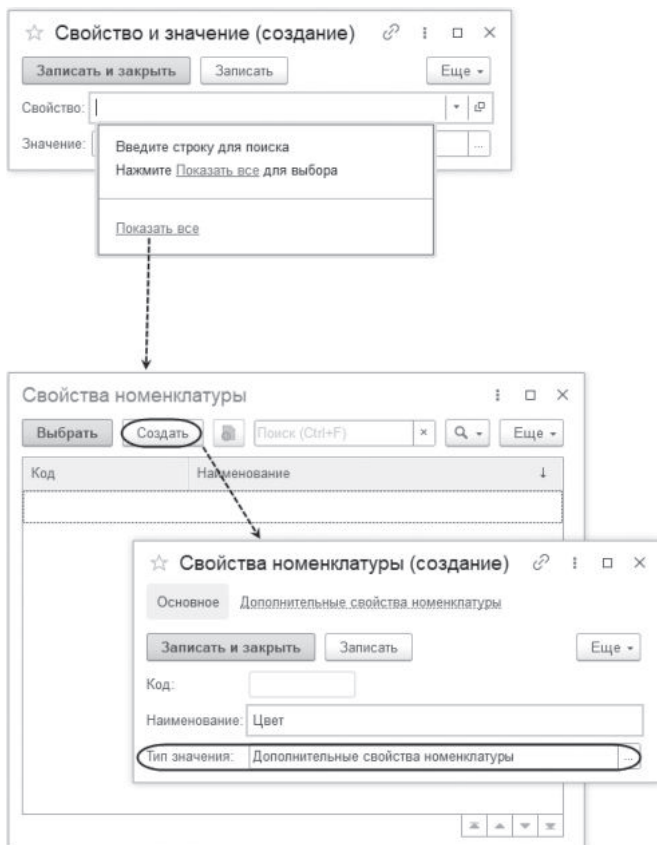 Свойство и значение (создание)
Записать и закрыть Записать Еще
Свойство:
Значение:
Введите строку для поиска
Нажмите Показать все для выбора
Показать все
Свойства номенклатуры
Выбрать Создать Поиск (Ctrl+F) × Еще
Код Наименование ↓
Свойства номенклатуры (создание)
Основное Дополнительные свойства номенклатуры
Записать и закрыть Записать Еще
Код:
Наименование: Цвет
Тип значения: Дополнительные свойства номенклатуры ...